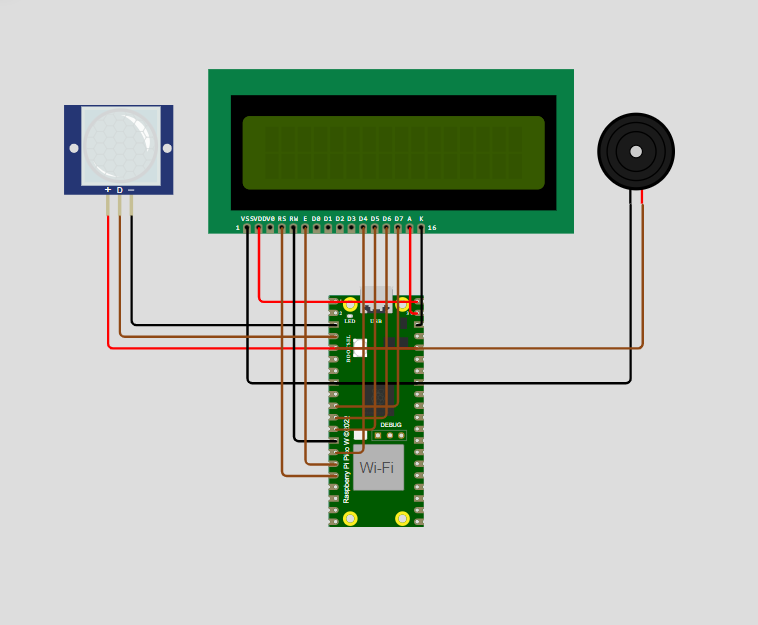 + D −
VSS VDD V0 RS RW E D0 D1 D2 D3 D4 D5 D6 D7 A K
1 16
LED USB
BOOTSEL
DEBUG
Raspberry Pi Pico W ©2022
Wi-Fi